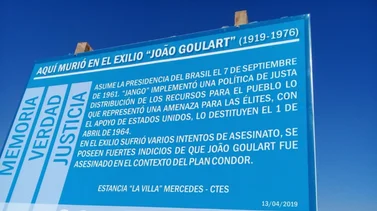 AQUÍ MURIÓ EN EL EXILIO "JOÃO GOULART" (1919-1976)
MEMORIA
VERDAD
JUSTICIA
ASUME LA PRESIDENCIA DEL BRASIL EL 7 DE SEPTIEMBRE
DE 1961. "JANGO" IMPLEMENTÓ UNA POLÍTICA DE JUSTA
DISTRIBUCIÓN DE LOS RECURSOS PARA EL PUEBLO LO
QUE REPRESENTÓ UNA AMENAZA PARA LAS ÉLITES, CON
EL APOYO DE ESTADOS UNIDOS, LO DESTITUYEN EL 1 DE
ABRIL DE 1964.
EN EL EXILIO SUFRIÓ VARIOS INTENTOS DE ASESINATO, SE
POSEEN FUERTES INDICIOS DE QUE JOÃO GOULART FUE
ASESINADO EN EL CONTEXTO DEL PLAN CONDOR.
ESTANCIA "LA VILLA" MERCEDES - CTES
13/04/2019